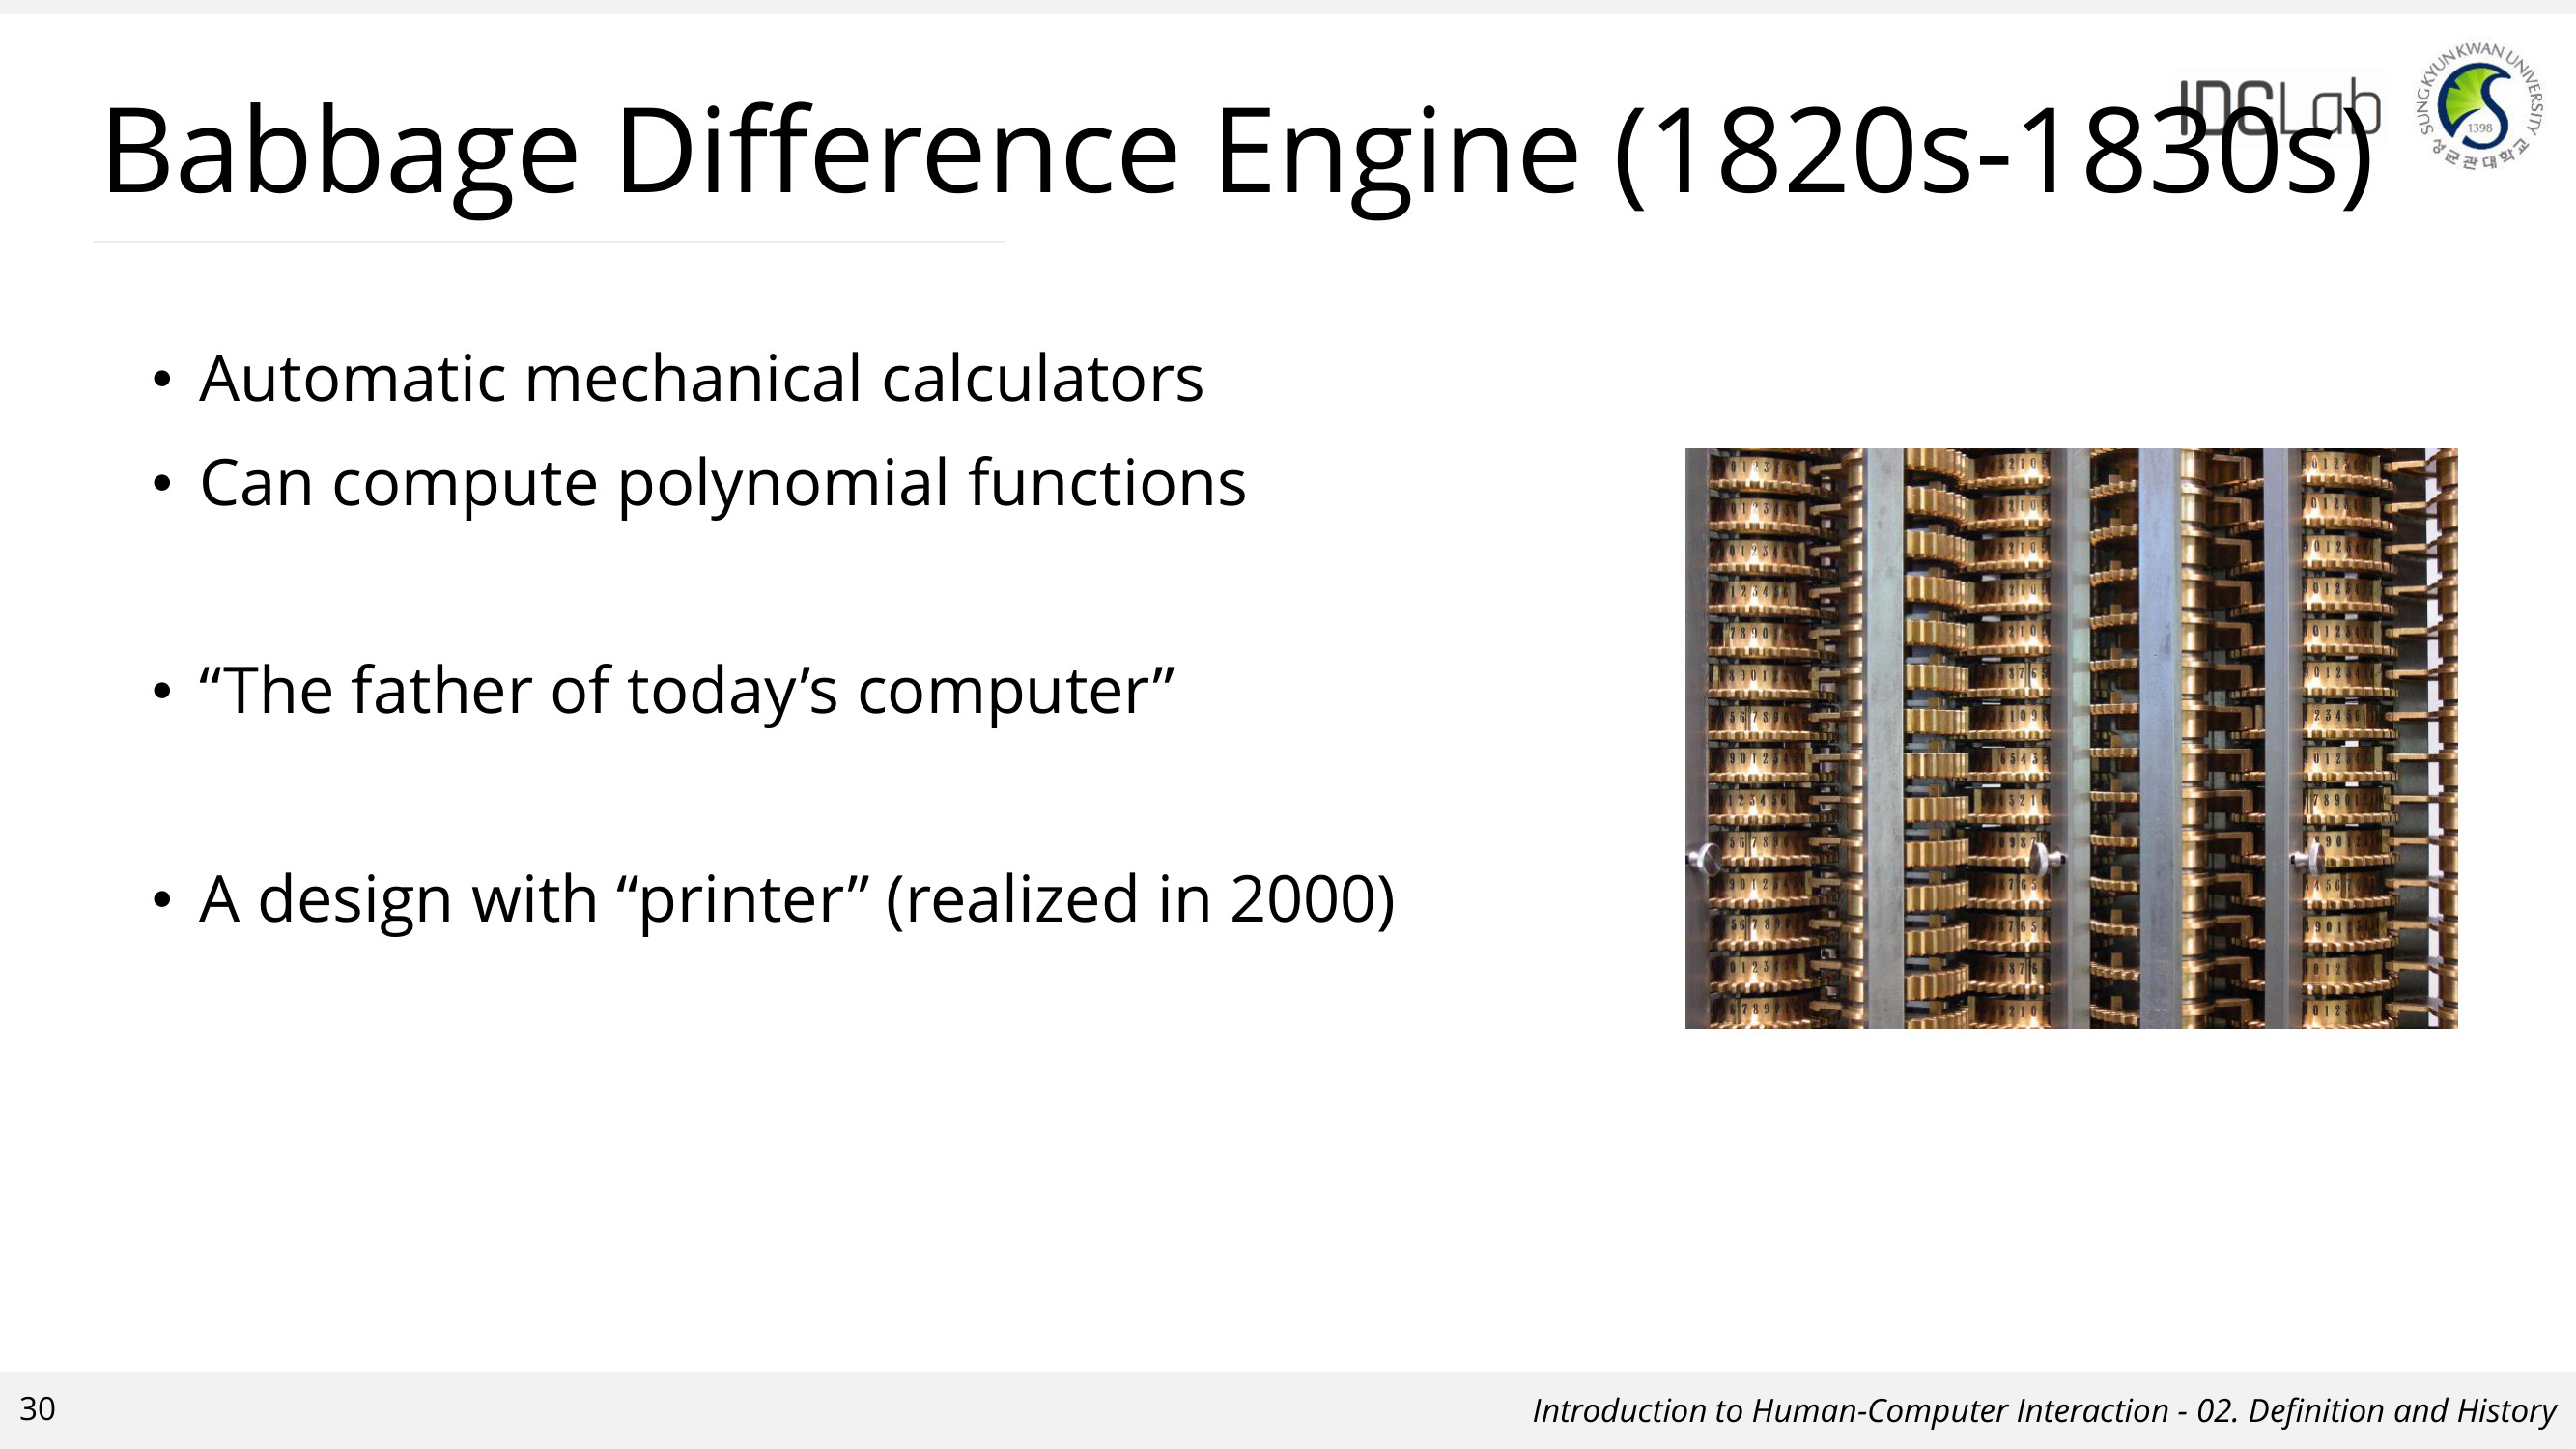 Babbage Difference Engine (1820s-1830s)
IDCLab
SUNGKYUNKWAN UNIVERSITY
1398
성균관대학교
• Automatic mechanical calculators
• Can compute polynomial functions
• “The father of today’s computer”
• A design with “printer” (realized in 2000)
30
Introduction to Human-Computer Interaction - 02. Definition and History